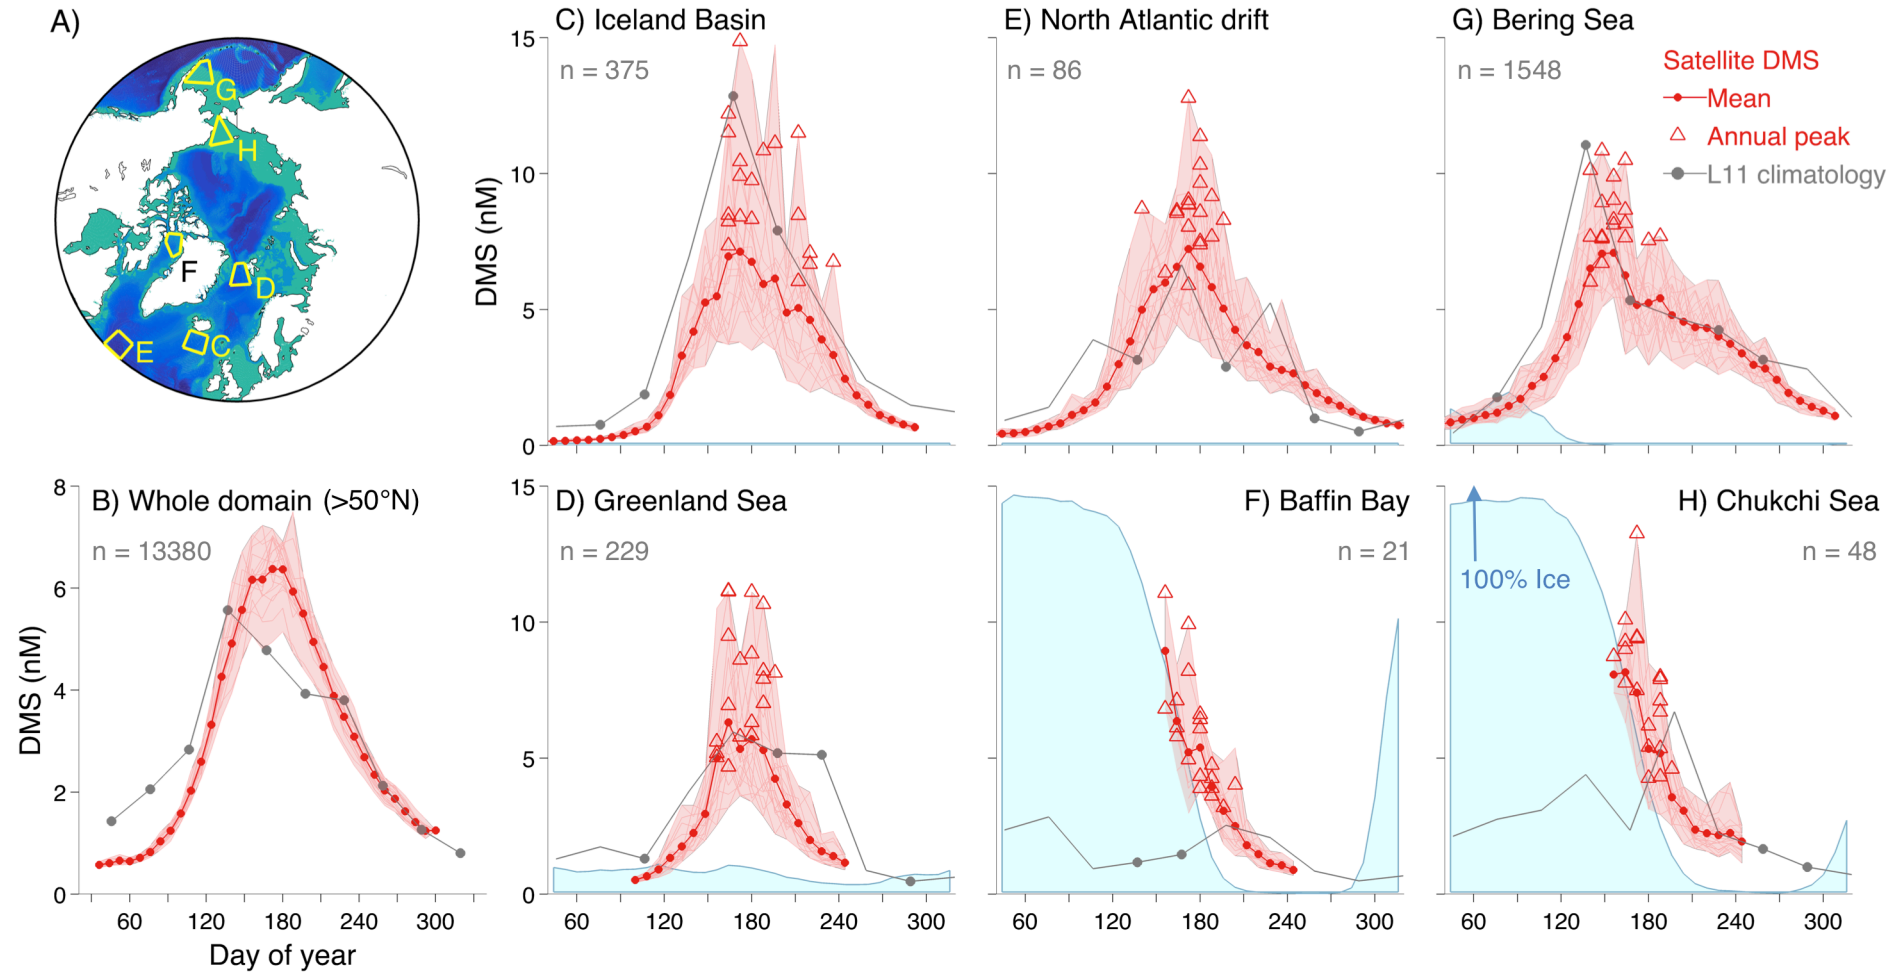 A)
G
H
F
D
E
C
C) Iceland Basin
n = 375
15
10
5
0
DMS (nM)
E) North Atlantic drift
n = 86
G) Bering Sea
n = 1548
Satellite DMS
Mean
Annual peak
L11 climatology
B) Whole domain (>50°N)
n = 13380
8
6
4
2
0
DMS (nM)
60 120 180 240 300
Day of year
D) Greenland Sea
n = 229
15
10
5
0
60 120 180 240 300
F) Baffin Bay
n = 21
60 120 180 240 300
H) Chukchi Sea
n = 48
100% Ice
60 120 180 240 300